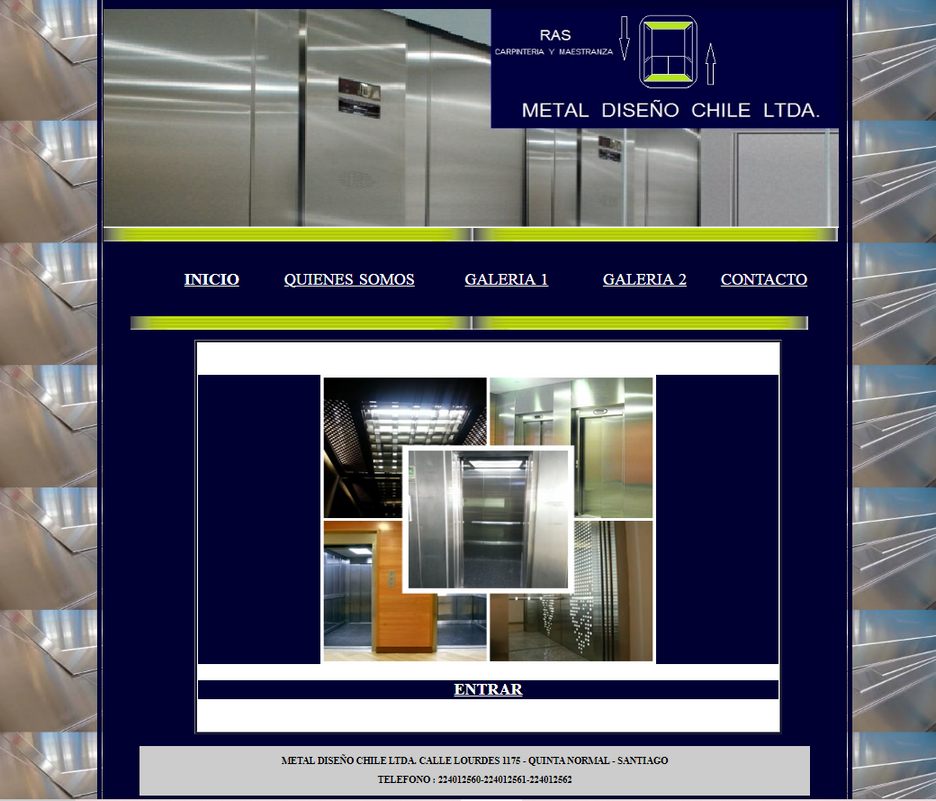 RAS
CARPINTERIA Y MAESTRANZA
METAL DISEÑO CHILE LTDA.
INICIO QUIENES SOMOS GALERIA 1 GALERIA 2 CONTACTO
ENTRAR
METAL DISEÑO CHILE LTDA. CALLE LOURDES 1175 - QUINTA NORMAL - SANTIAGO
TELEFONO : 224012560-224012561-224012562